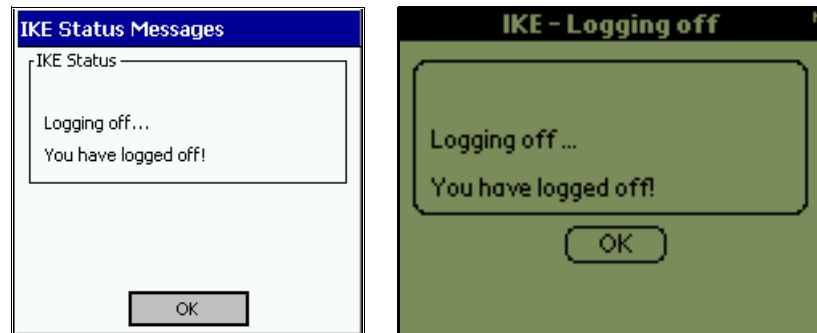 IKE Status Messages
IKE Status
Logging off...
You have logged off!
OK
IKE - Logging off
Logging off ...
You have logged off!
OK